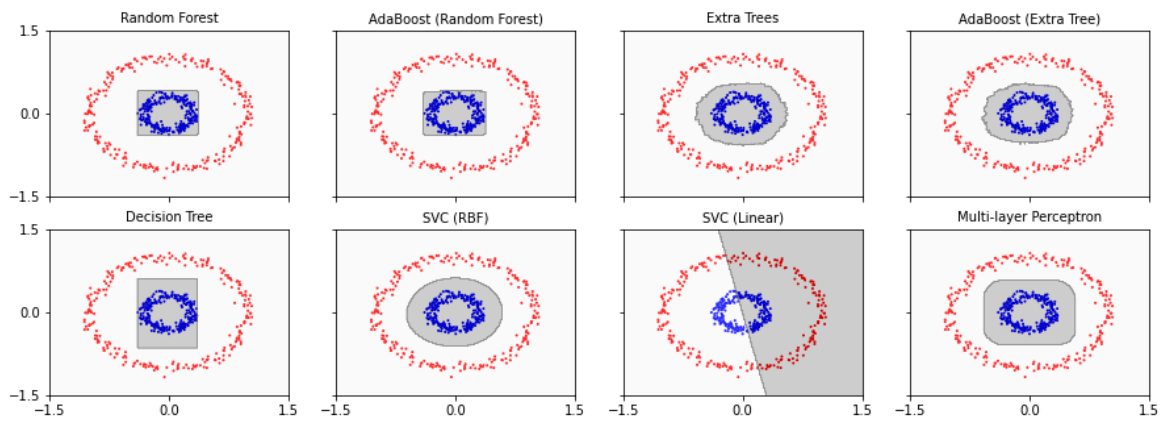 Random Forest
AdaBoost (Random Forest)
Extra Trees
AdaBoost (Extra Tree)
1.5
0.0
−1.5
Decision Tree
SVC (RBF)
SVC (Linear)
Multi-layer Perceptron
1.5
0.0
−1.5
−1.5 0.0 1.5
−1.5 0.0 1.5
−1.5 0.0 1.5
−1.5 0.0 1.5